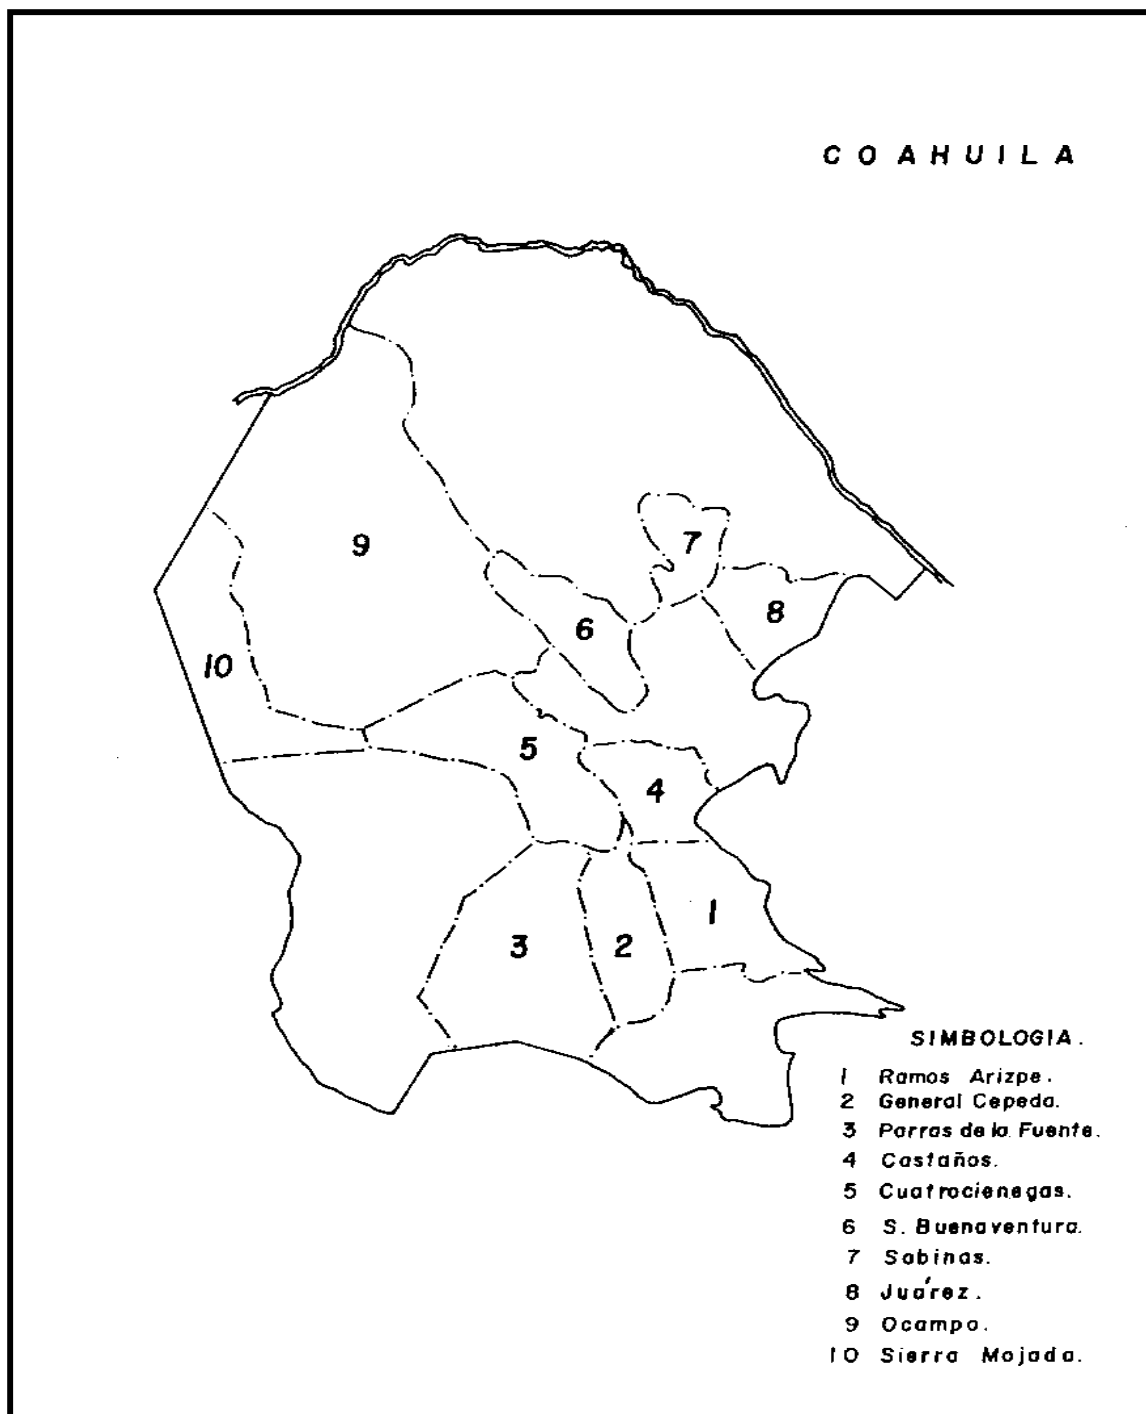 COAHUILA
9
7
8
6
10
5
4
1
3
2
SIMBOLOGIA.
1 Ramos Arizpe.
2 General Cepeda.
3 Parras de la Fuente.
4 Castaños.
5 Cuatrocienegas.
6 S. Buenaventura.
7 Sabinas.
8 Juárez.
9 Ocampo.
10 Sierra Mojada.